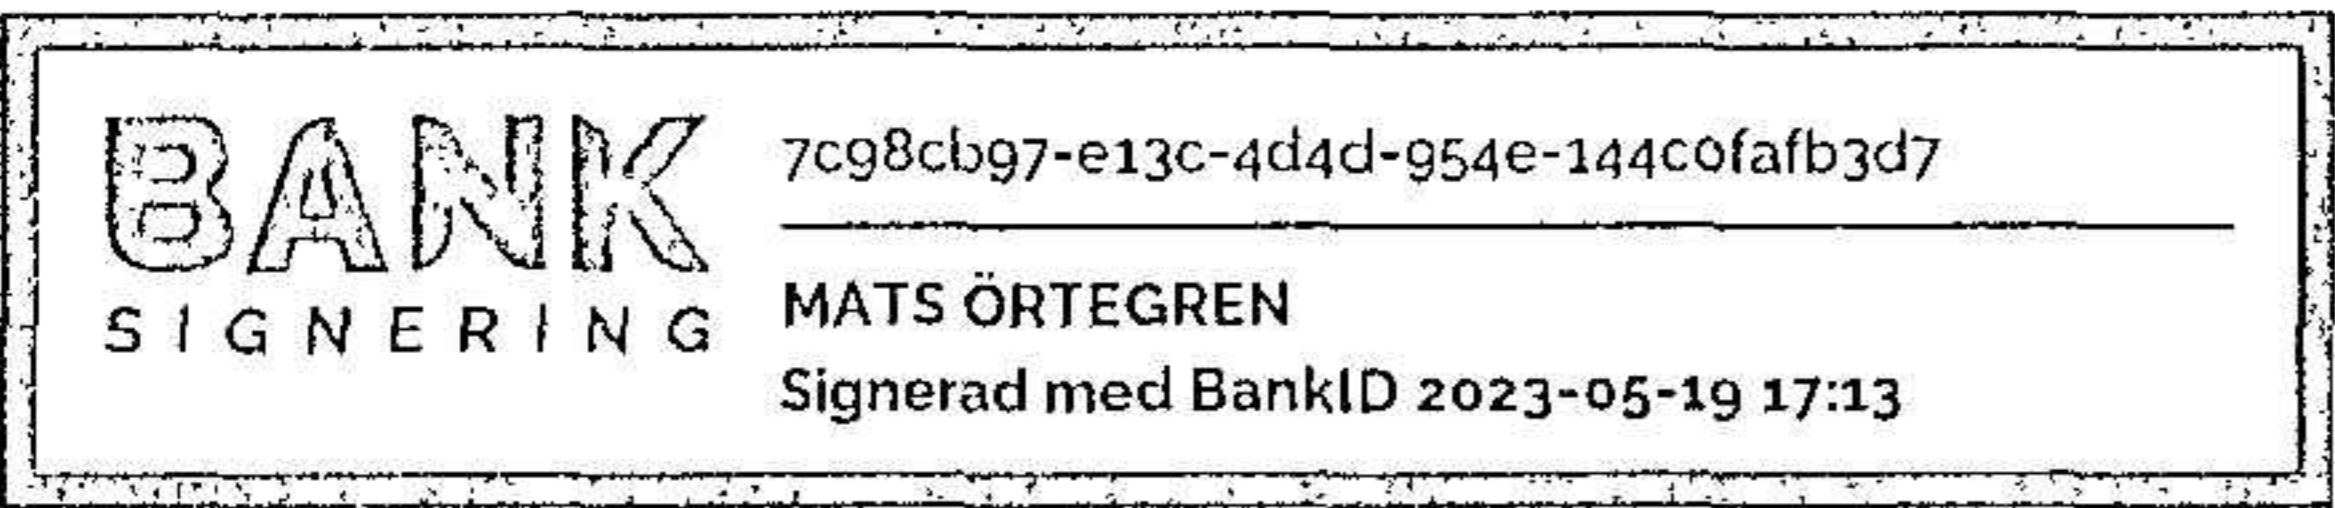 BANK
SIGNERING
7c98cb97-e13c-4d4d-954e-144c0fafb3d7
MATS ÖRTEGREN
Signerad med BankID 2023-05-19 17:13